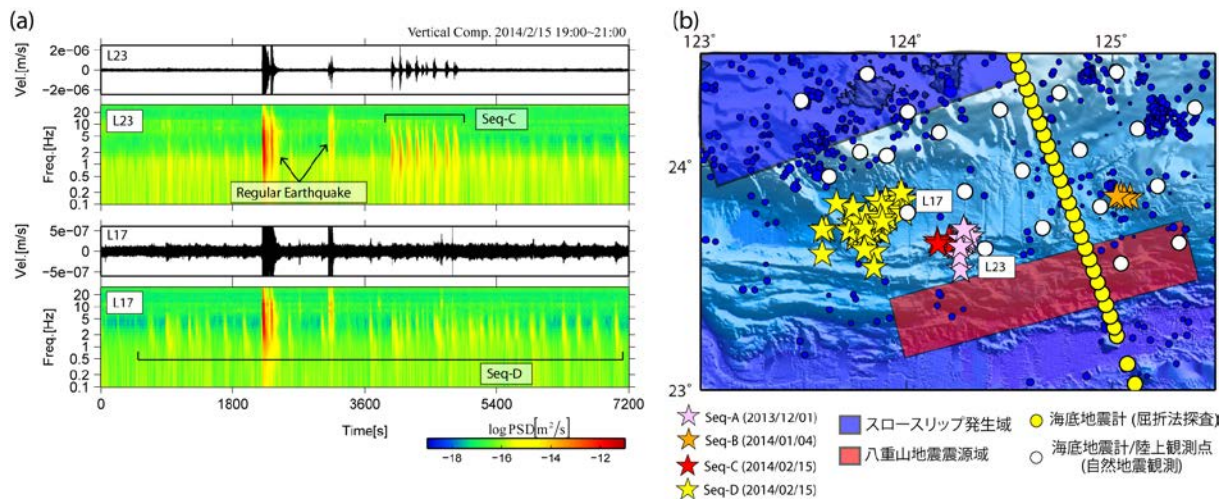 (a)
Vertical Comp. 2014/2/15 19:00~21:00
Vel.[m/s]
2e-06
0
-2e-06
L23
Freq.[Hz]
20
10
5
2
1
0.5
0.2
0.1
L23
Seq-C
Regular Earthquake
Vel.[m/s]
5e-07
0
-5e-07
L17
Freq.[Hz]
20
10
5
2
1
0.5
0.2
0.1
L17
Seq-D
0 1800 3600 5400 7200
Time[s]
log PSD[m²/s]
-18 -16 -14 -12
(b)
123° 124° 125°
24°
23°
L17
L23
Seq-A (2013/12/01)
Seq-B (2014/01/04)
Seq-C (2014/02/15)
Seq-D (2014/02/15)
スロースリップ発生域
八重山地震震源域
海底地震計 (屈折法探査)
海底地震計/陸上観測点
(自然地震観測)